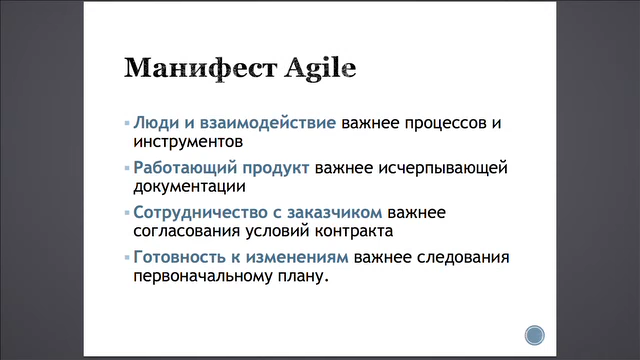 Манифест Agile
Люди и взаимодействие важнее процессов и
инструментов
Работающий продукт важнее исчерпывающей
документации
Сотрудничество с заказчиком важнее
согласования условий контракта
Готовность к изменениям важнее следования
первоначальному плану.